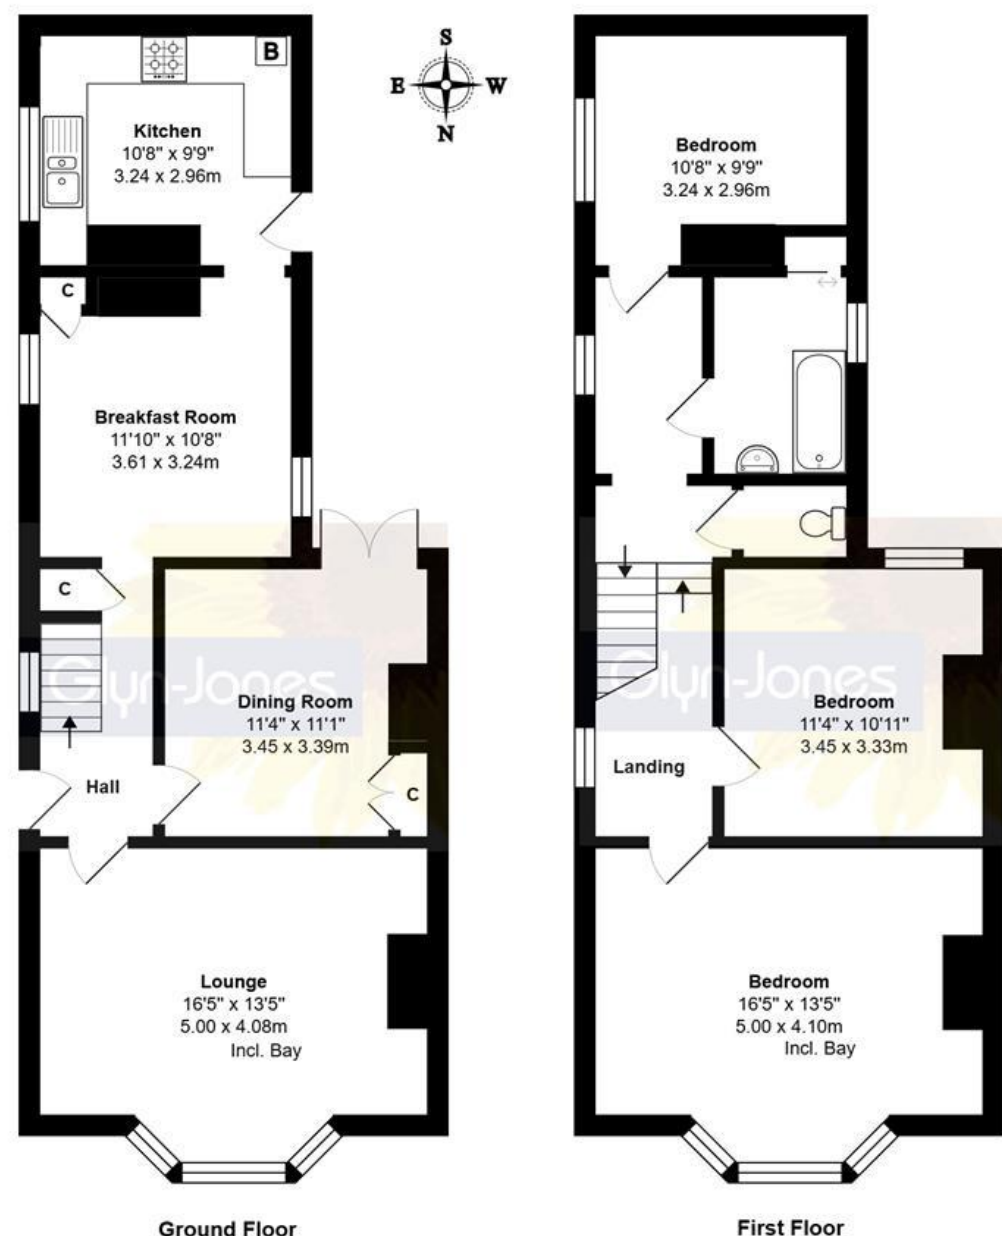 S
E
W
N
B
Kitchen
10'8" x 9'9"
3.24 x 2.96m
C
Breakfast Room
11'10" x 10'8"
3.61 x 3.24m
C
Glyn-Jones
Dining Room
11'4" x 11'1"
3.45 x 3.39m
Hall
C
Lounge
16'5" x 13'5"
5.00 x 4.08m
Incl. Bay
Ground Floor
Bedroom
10'8" x 9'9"
3.24 x 2.96m
Glyn-Jones
Bedroom
11'4" x 10'11"
3.45 x 3.33m
Landing
Bedroom
16'5" x 13'5"
5.00 x 4.10m
Incl. Bay
First Floor